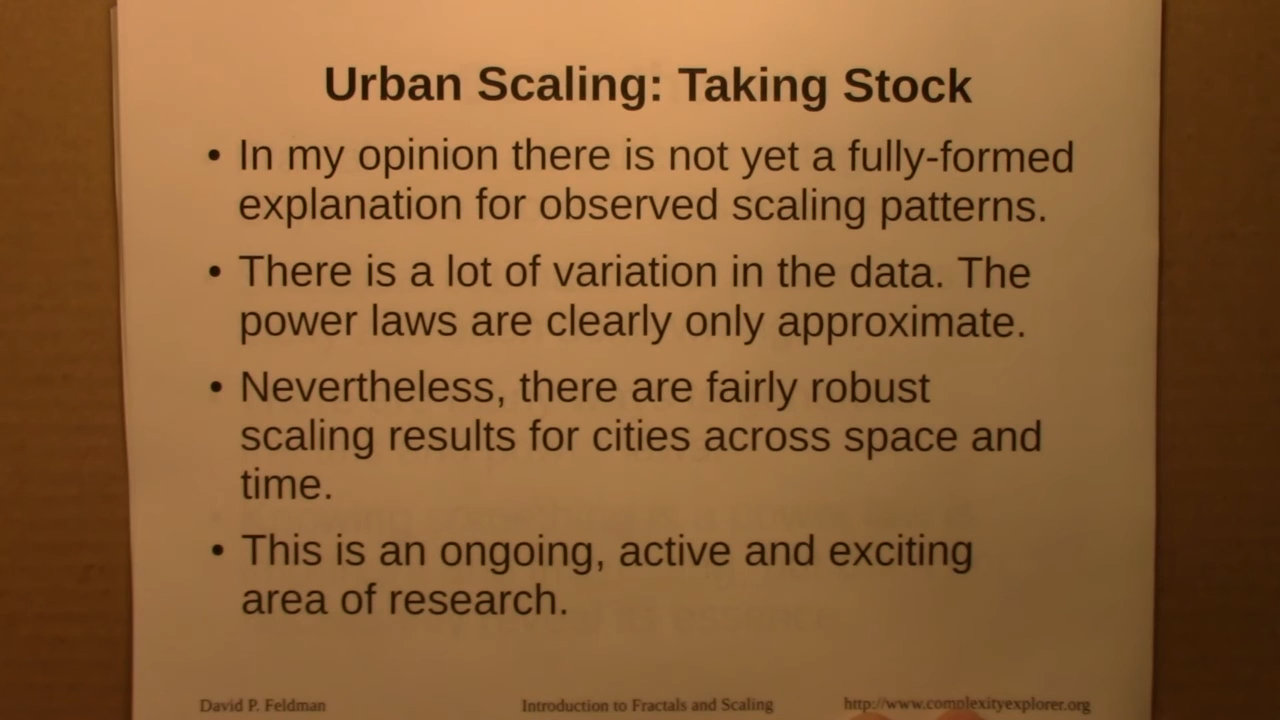 Urban Scaling: Taking Stock
• In my opinion there is not yet a fully-formed
explanation for observed scaling patterns.
• There is a lot of variation in the data. The
power laws are clearly only approximate.
• Nevertheless, there are fairly robust
scaling results for cities across space and
time.
• This is an ongoing, active and exciting
area of research.
David P. Feldman
Introduction to Fractals and Scaling
http://www.complexityexplorer.org